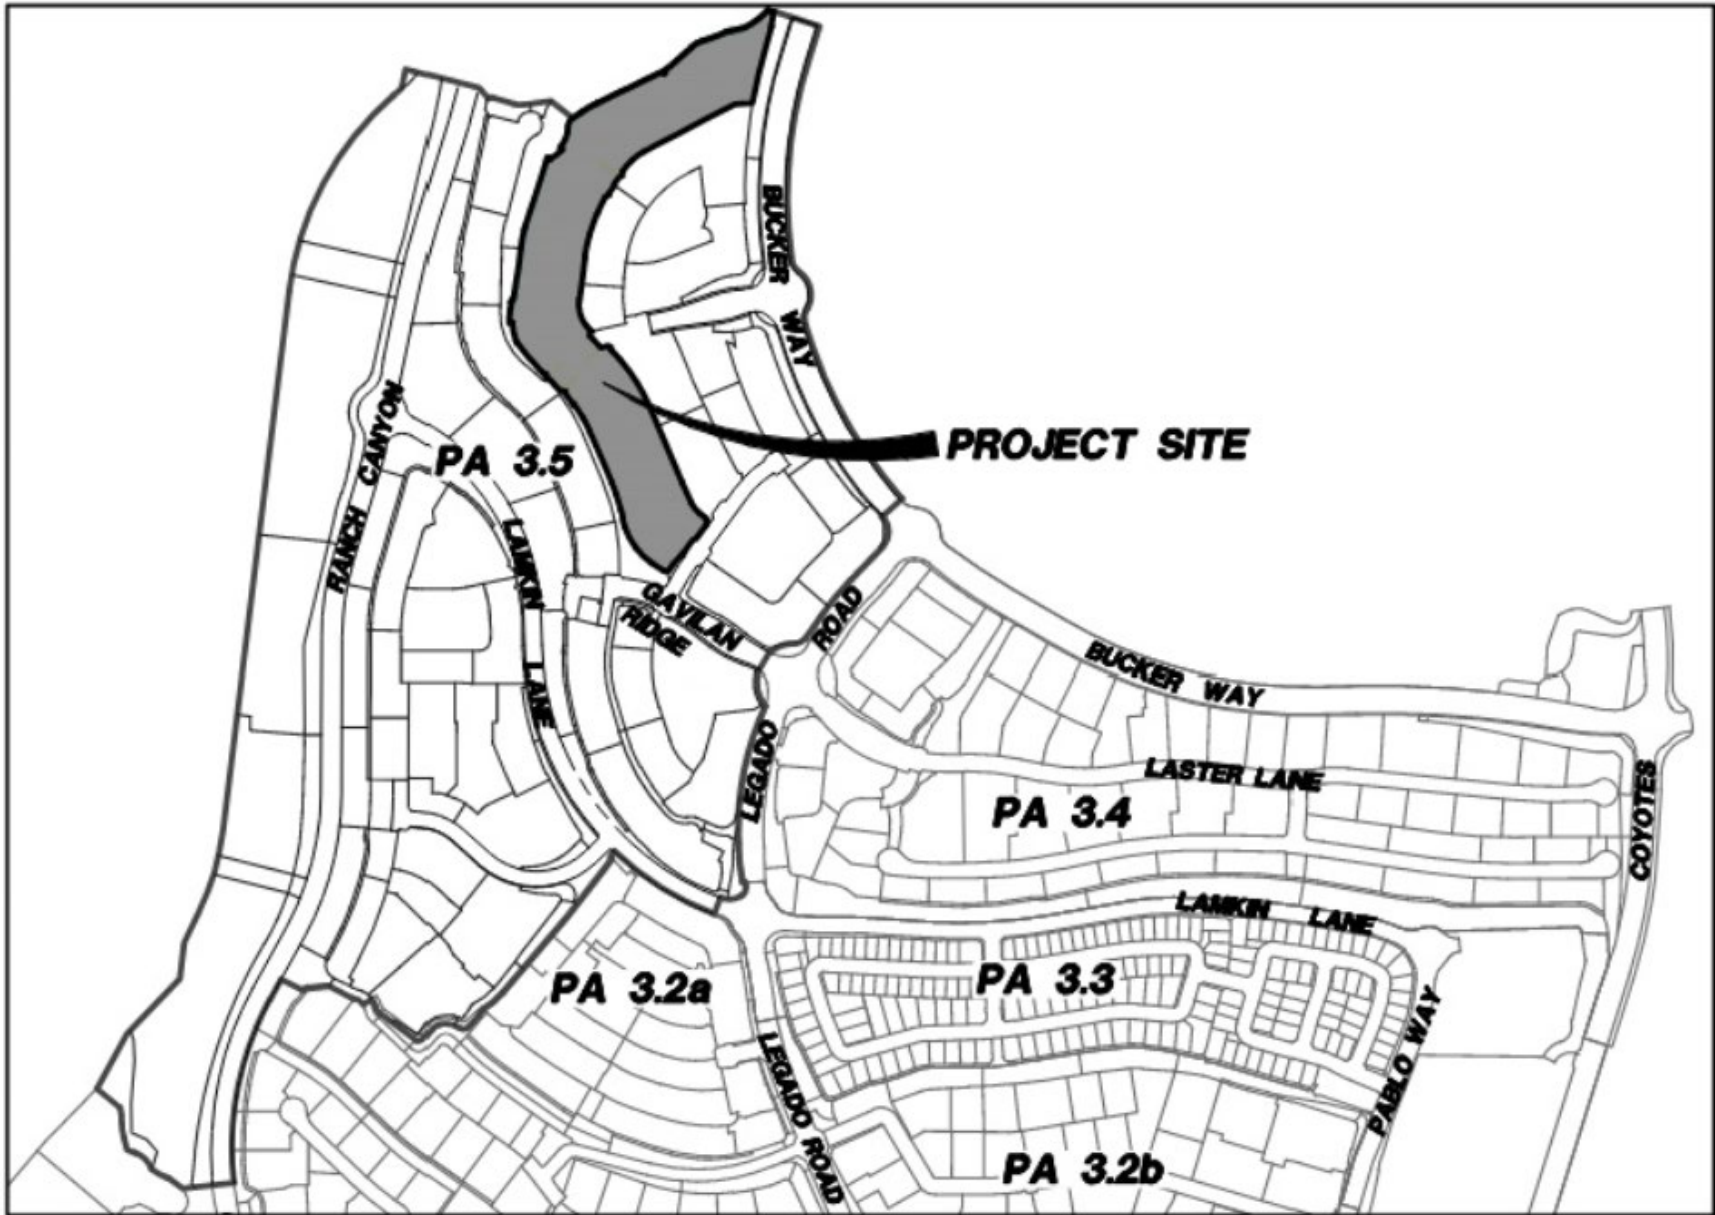 BUCKER
WAY
PROJECT SITE
RANCH CANYON
PA 3.5
LAMKIN
LANE
GAVILAN
RIDGE
ROAD
LEGADO
BUCKER WAY
LASTER LANE
PA 3.4
COYOTES
LAMKIN LANE
PA 3.2a
PA 3.3
PABLO WAY
LEGADO ROAD
PA 3.2b